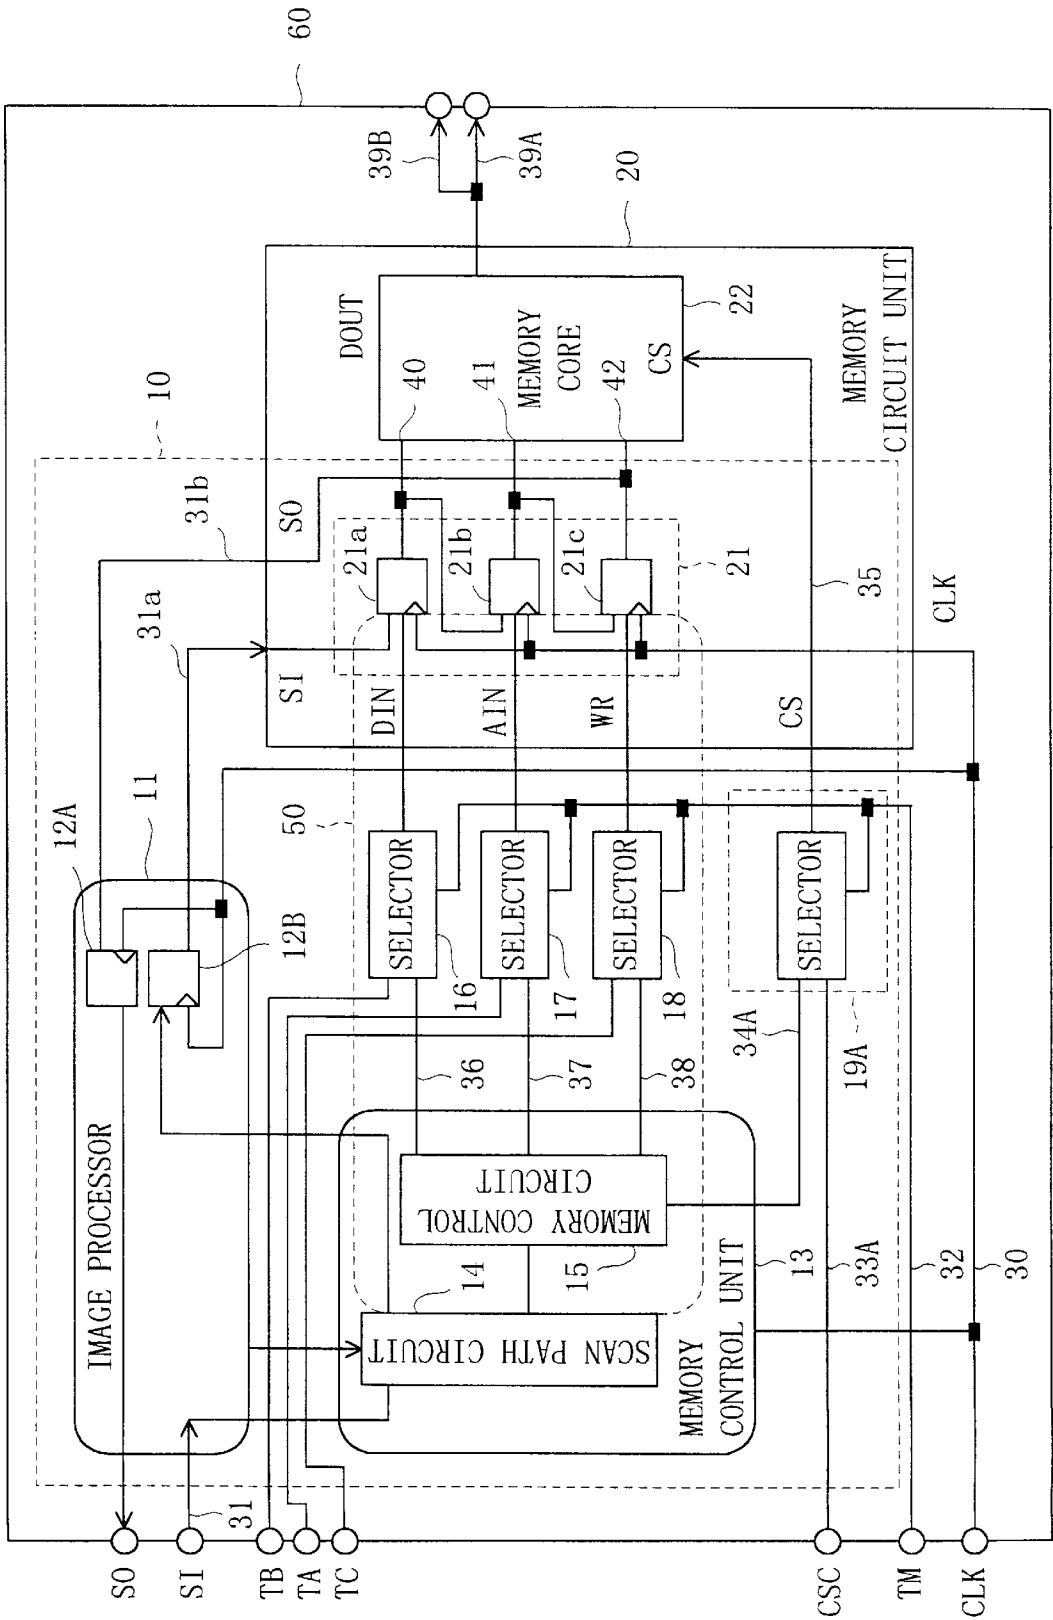 60
39B
39A
20
DOUT
MEMORY
CORE
CS
22
40
41
42
MEMORY
CIRCUIT UNIT
10
31b
SO
31a
SI
21a
21b
21c
21
35
CLK
DIN
AIN
WR
CS
50
12A
11
12B
SELECTOR
SELECTOR
SELECTOR
SELECTOR
16
17
18
19A
34A
36
37
38
IMAGE PROCESSOR
MEMORY CONTROL
CIRCUIT
14
15
SCAN PATH CIRCUIT
MEMORY
CONTROL UNIT
13
33A
32
30
31
SO
SI
TB
TA
TC
CSC
TM
CLK